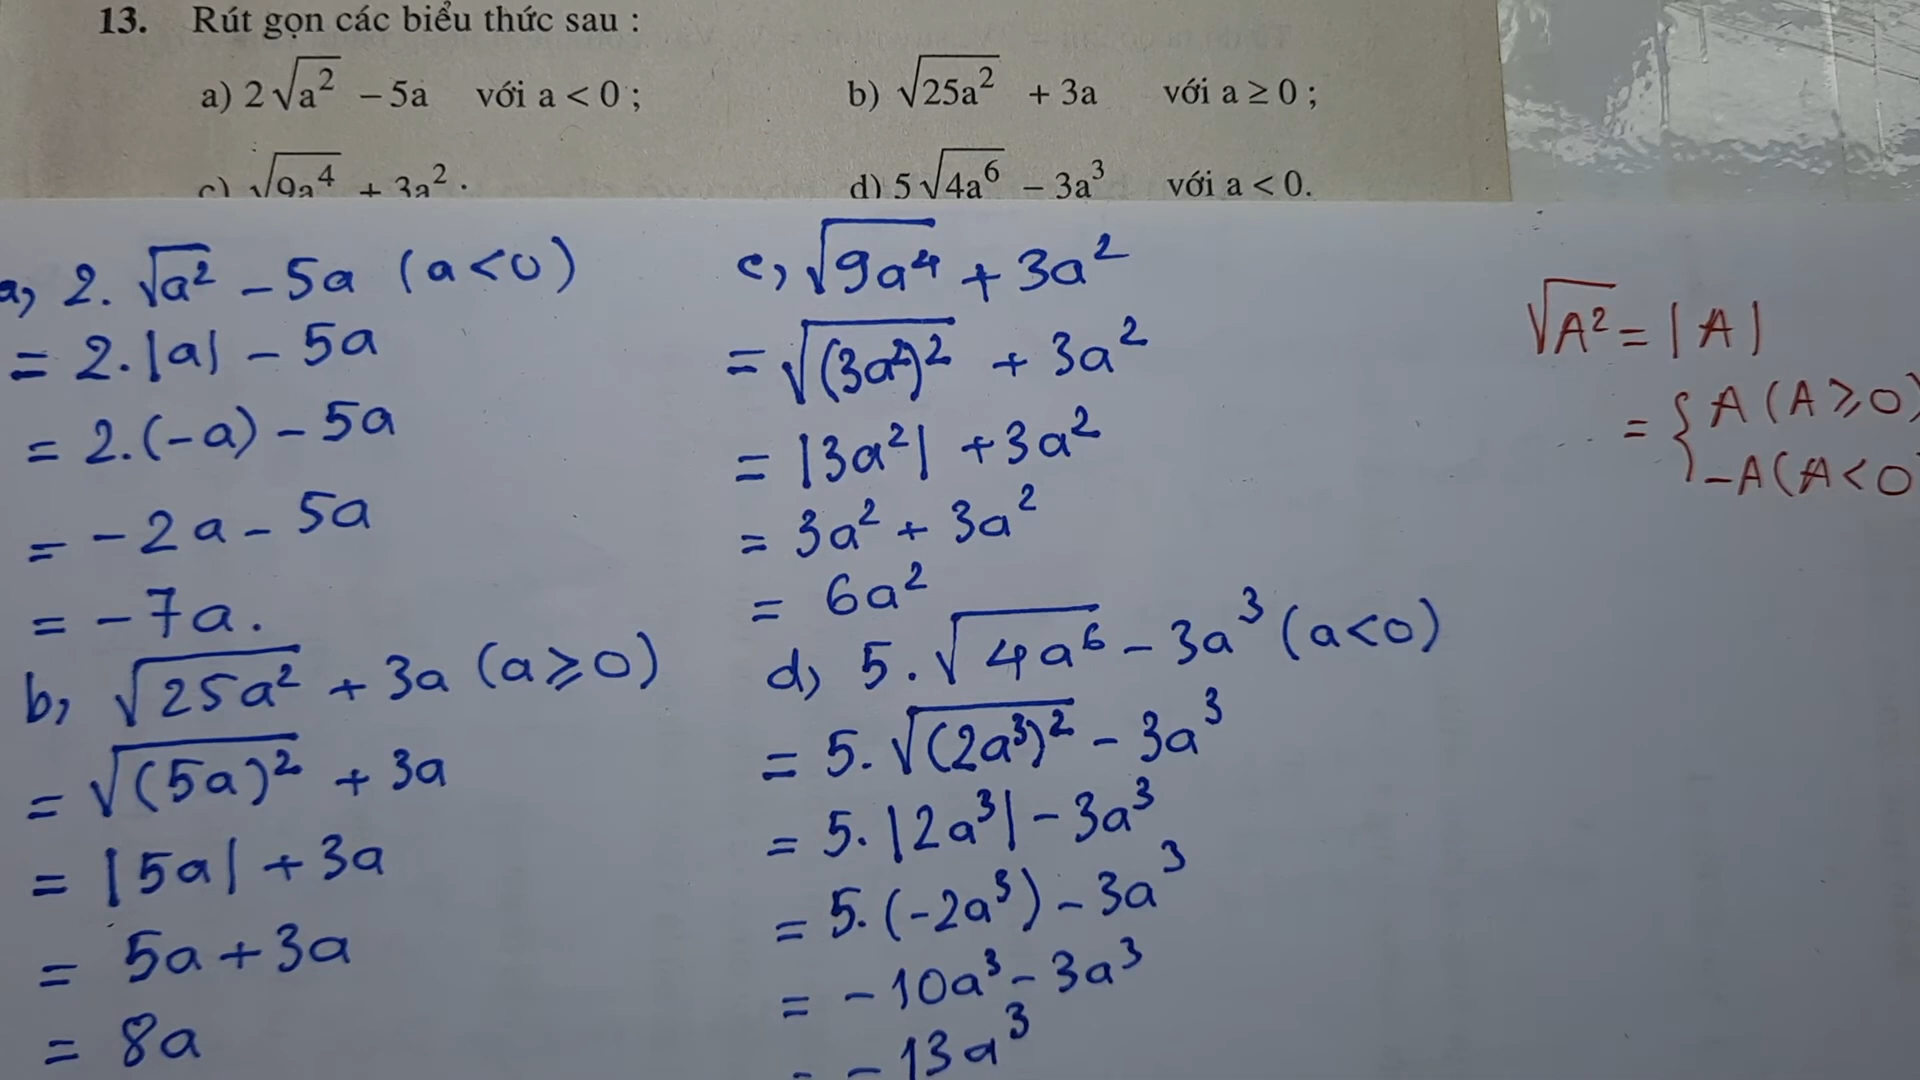 13. Rút gọn các biểu thức sau :
a) 2√a² – 5a với a < 0 ; b) √25a² + 3a với a ≥ 0 ;
c) √9a⁴ + 3a². d) 5√4a⁶ – 3a³ với a < 0.
a, 2. √a² – 5a (a<0)
= 2.|a| – 5a
= 2.(-a) – 5a
= -2a – 5a
= -7a.
b, √25a² + 3a (a≥0)
= √(5a)² + 3a
= |5a| + 3a
= 5a + 3a
= 8a
c, √9a⁴ + 3a²
= √(3a²)² + 3a²
= |3a²| + 3a²
= 3a² + 3a²
= 6a²
d, 5. √4a⁶ – 3a³ (a<0)
= 5. √(2a³)² – 3a³
= 5. |2a³| – 3a³
= 5. (-2a³) – 3a³
= -10a³ – 3a³
= -13a³
√A² = |A|
= { A (A≥0)
-A (A<0